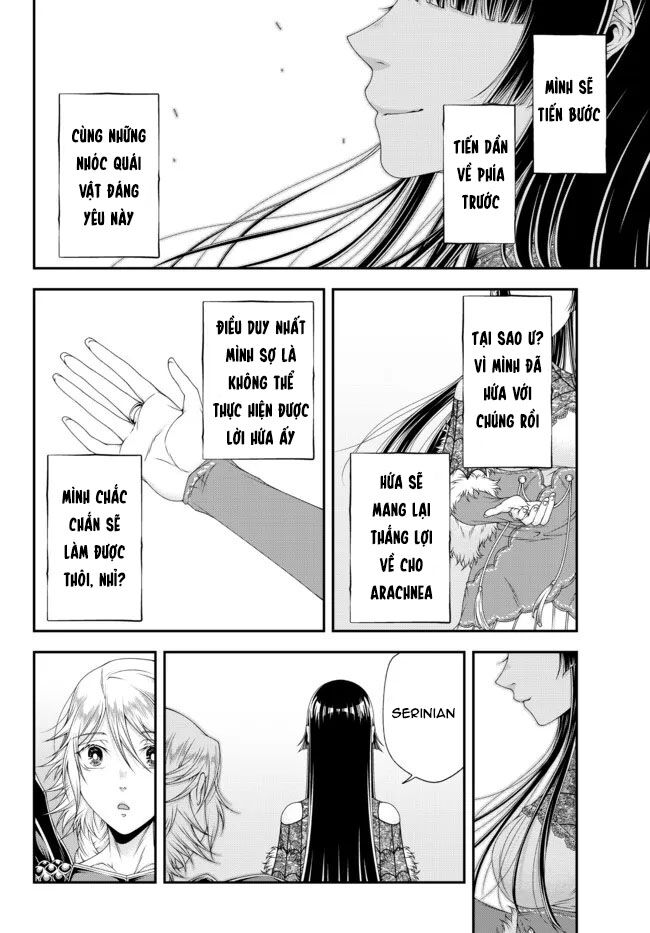 MÌNH SẼ
TIẾN BƯỚC
TIẾN DẦN
VỀ PHÍA
TRƯỚC
CÙNG NHỮNG
NHÓC QUÁI
VẬT ĐÁNG
YÊU NÀY
TẠI SAO Ư?
VÌ MÌNH ĐÃ
HỨA VỚI
CHÚNG RỒI
HỨA SẼ
MANG LẠI
THẮNG LỢI
VỀ CHO
ARACHNEA
ĐIỀU DUY NHẤT
MÌNH SỢ LÀ
KHÔNG THỂ
THỰC HIỆN ĐƯỢC
LỜI HỨA ẤY
MÌNH CHẮC
CHẮN SẼ
LÀM ĐƯỢC
THÔI, NHỈ?
SERINIAN